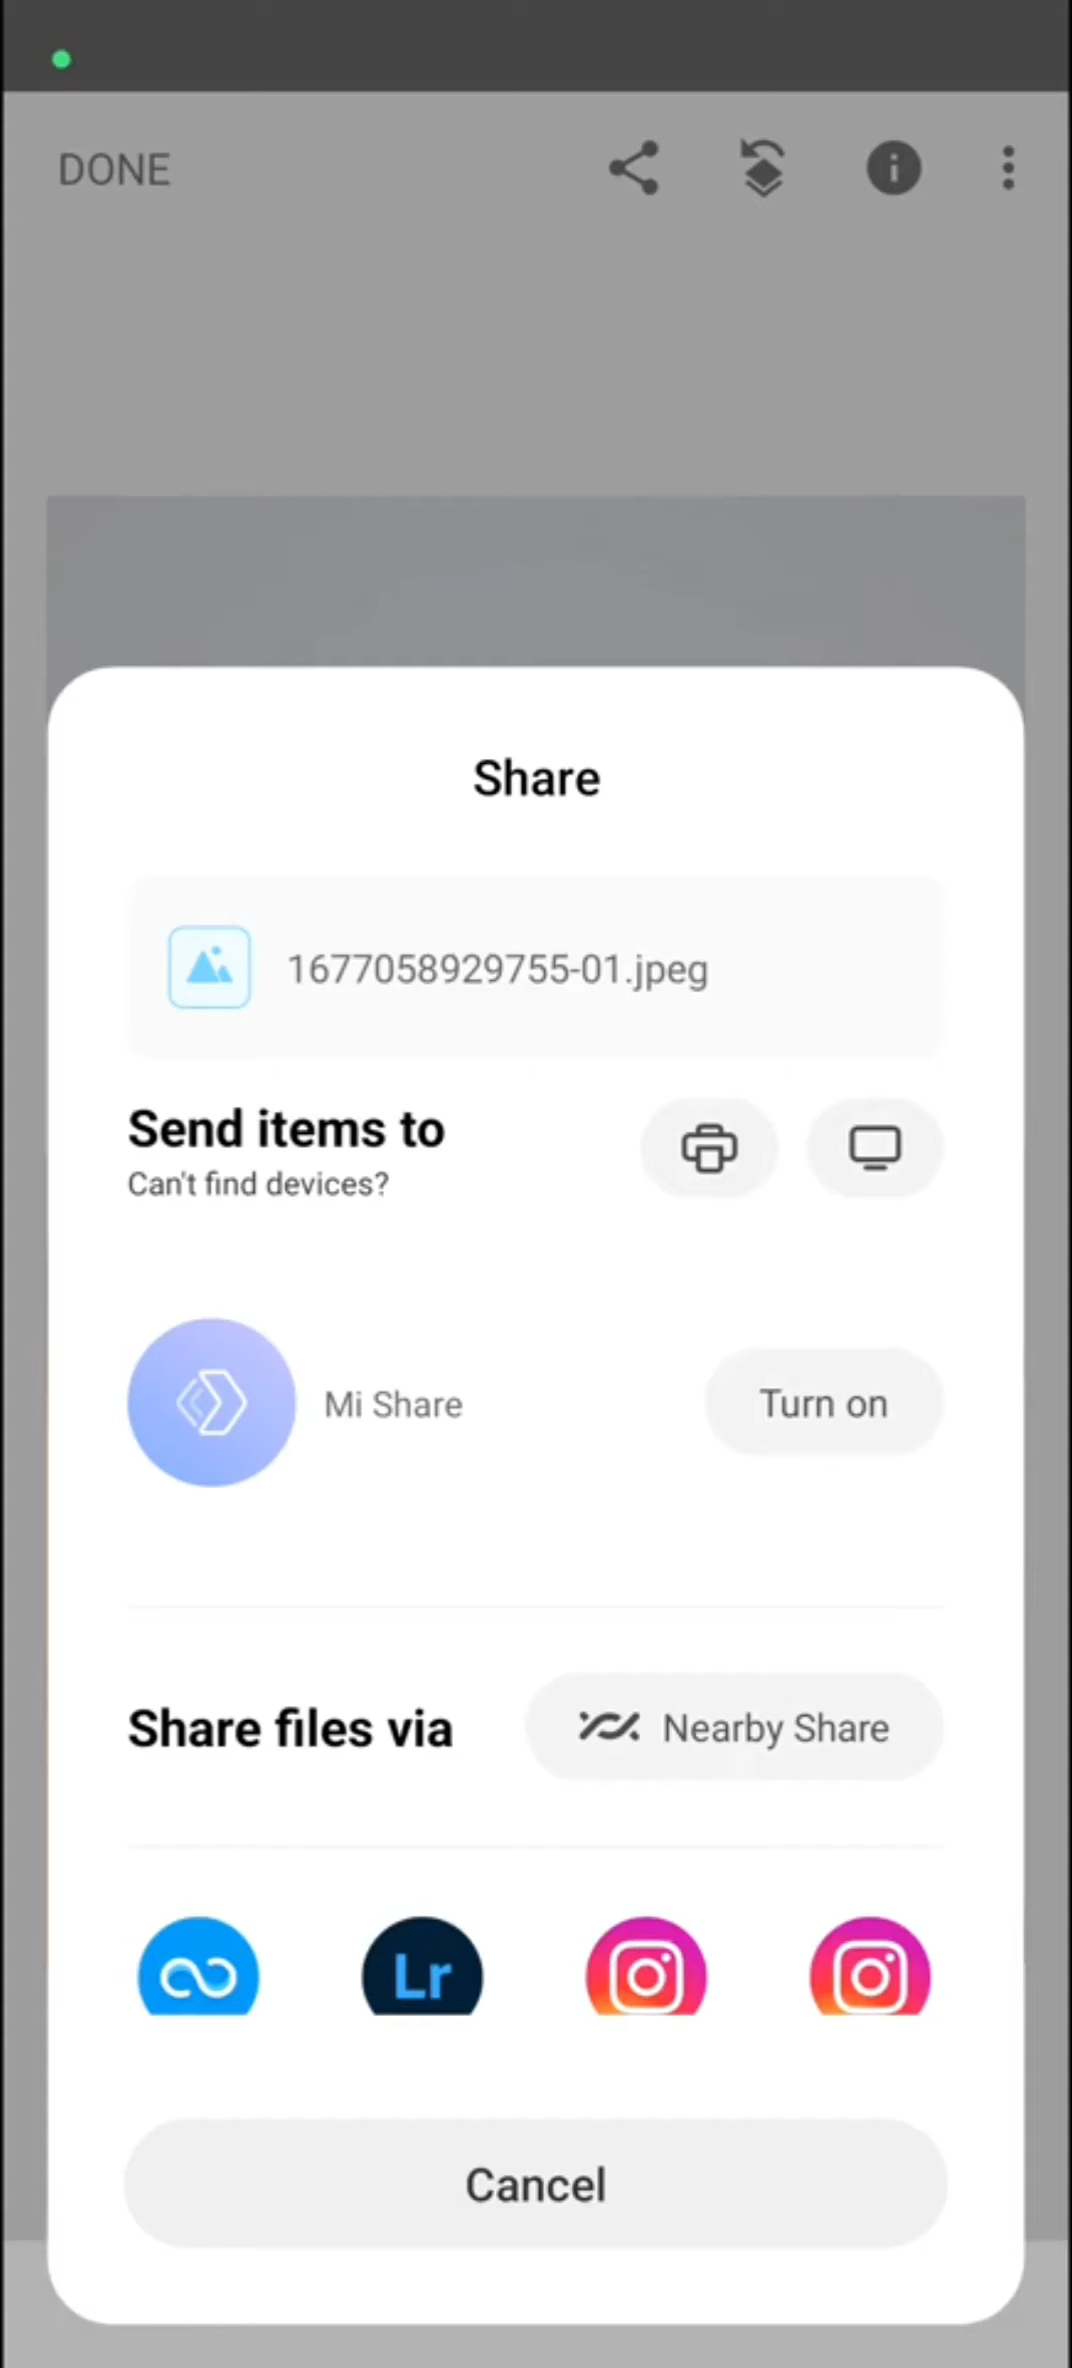 DONE
Share
1677058929755-01.jpeg
Send items to
Can't find devices?
Mi Share
Turn on
Share files via
Nearby Share
Lr
Cancel